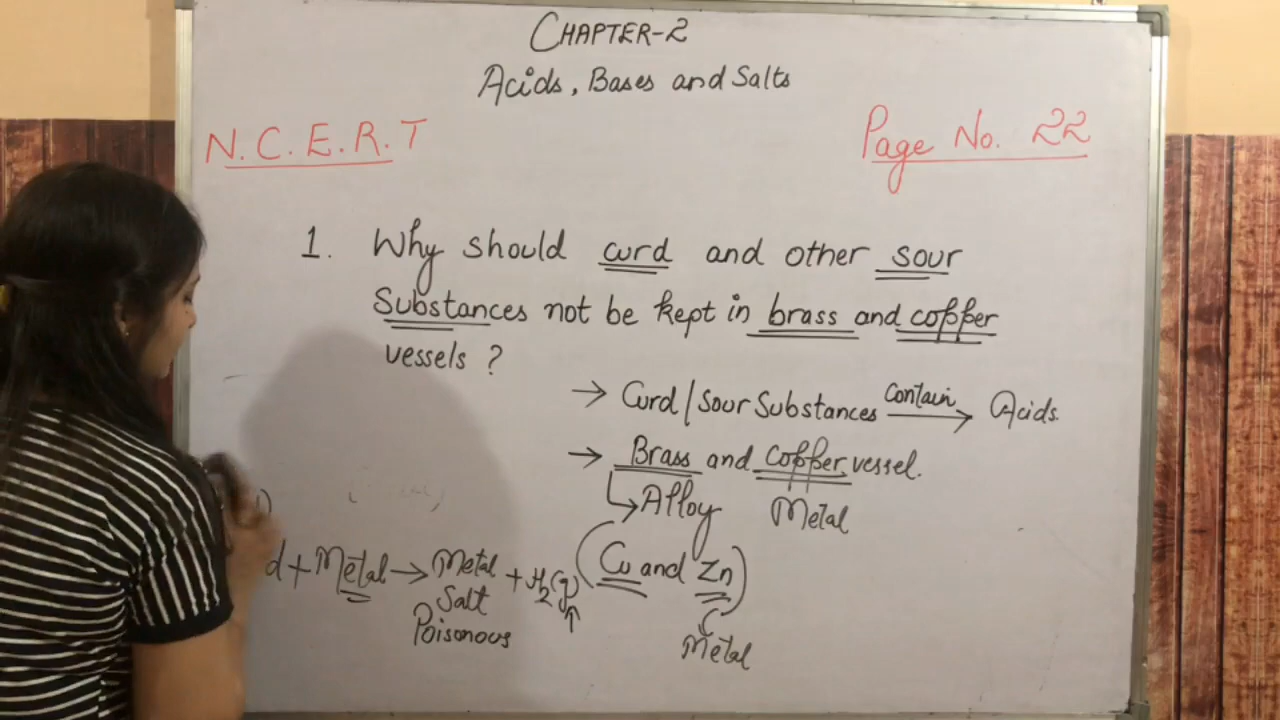 CHAPTER-2
Acids, Bases and Salts
N.C.E.R.T
Page No. 22
1. Why should curd and other sour
Substances not be kept in brass and copper
vessels ?
→ Curd/Sour Substances contain→ Acids.
→ Brass and copper vessel.
↳Alloy Metal
(Cu and Zn)
Metal
d+Metal→Metal Salt+H₂(g)↑
Poisonous